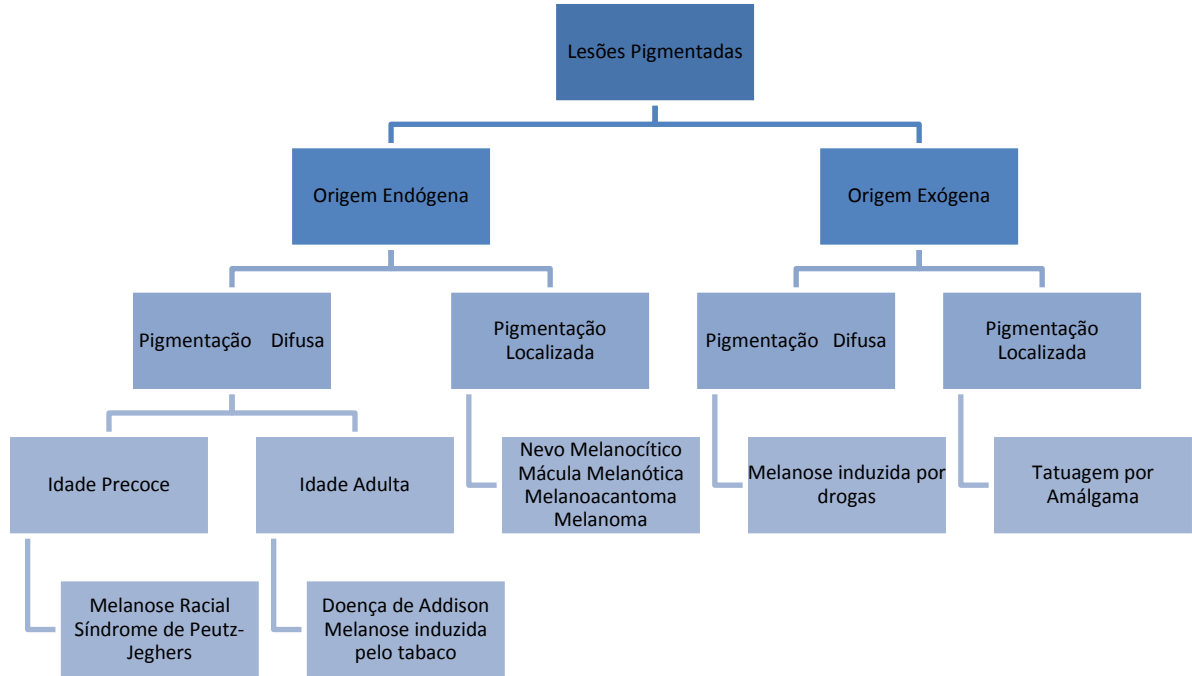 Lesões Pigmentadas
Origem Endógena
Origem Exógena
Pigmentação Difusa
Pigmentação
Localizada
Pigmentação Difusa
Pigmentação
Localizada
Idade Precoce
Idade Adulta
Nevo Melanocítico
Mácula Melanótica
Melanoacantoma
Melanoma
Melanose induzida por
drogas
Tatuagem por
Amálgama
Melanose Racial
Síndrome de Peutz-
Jeghers
Doença de Addison
Melanose induzida
pelo tabaco